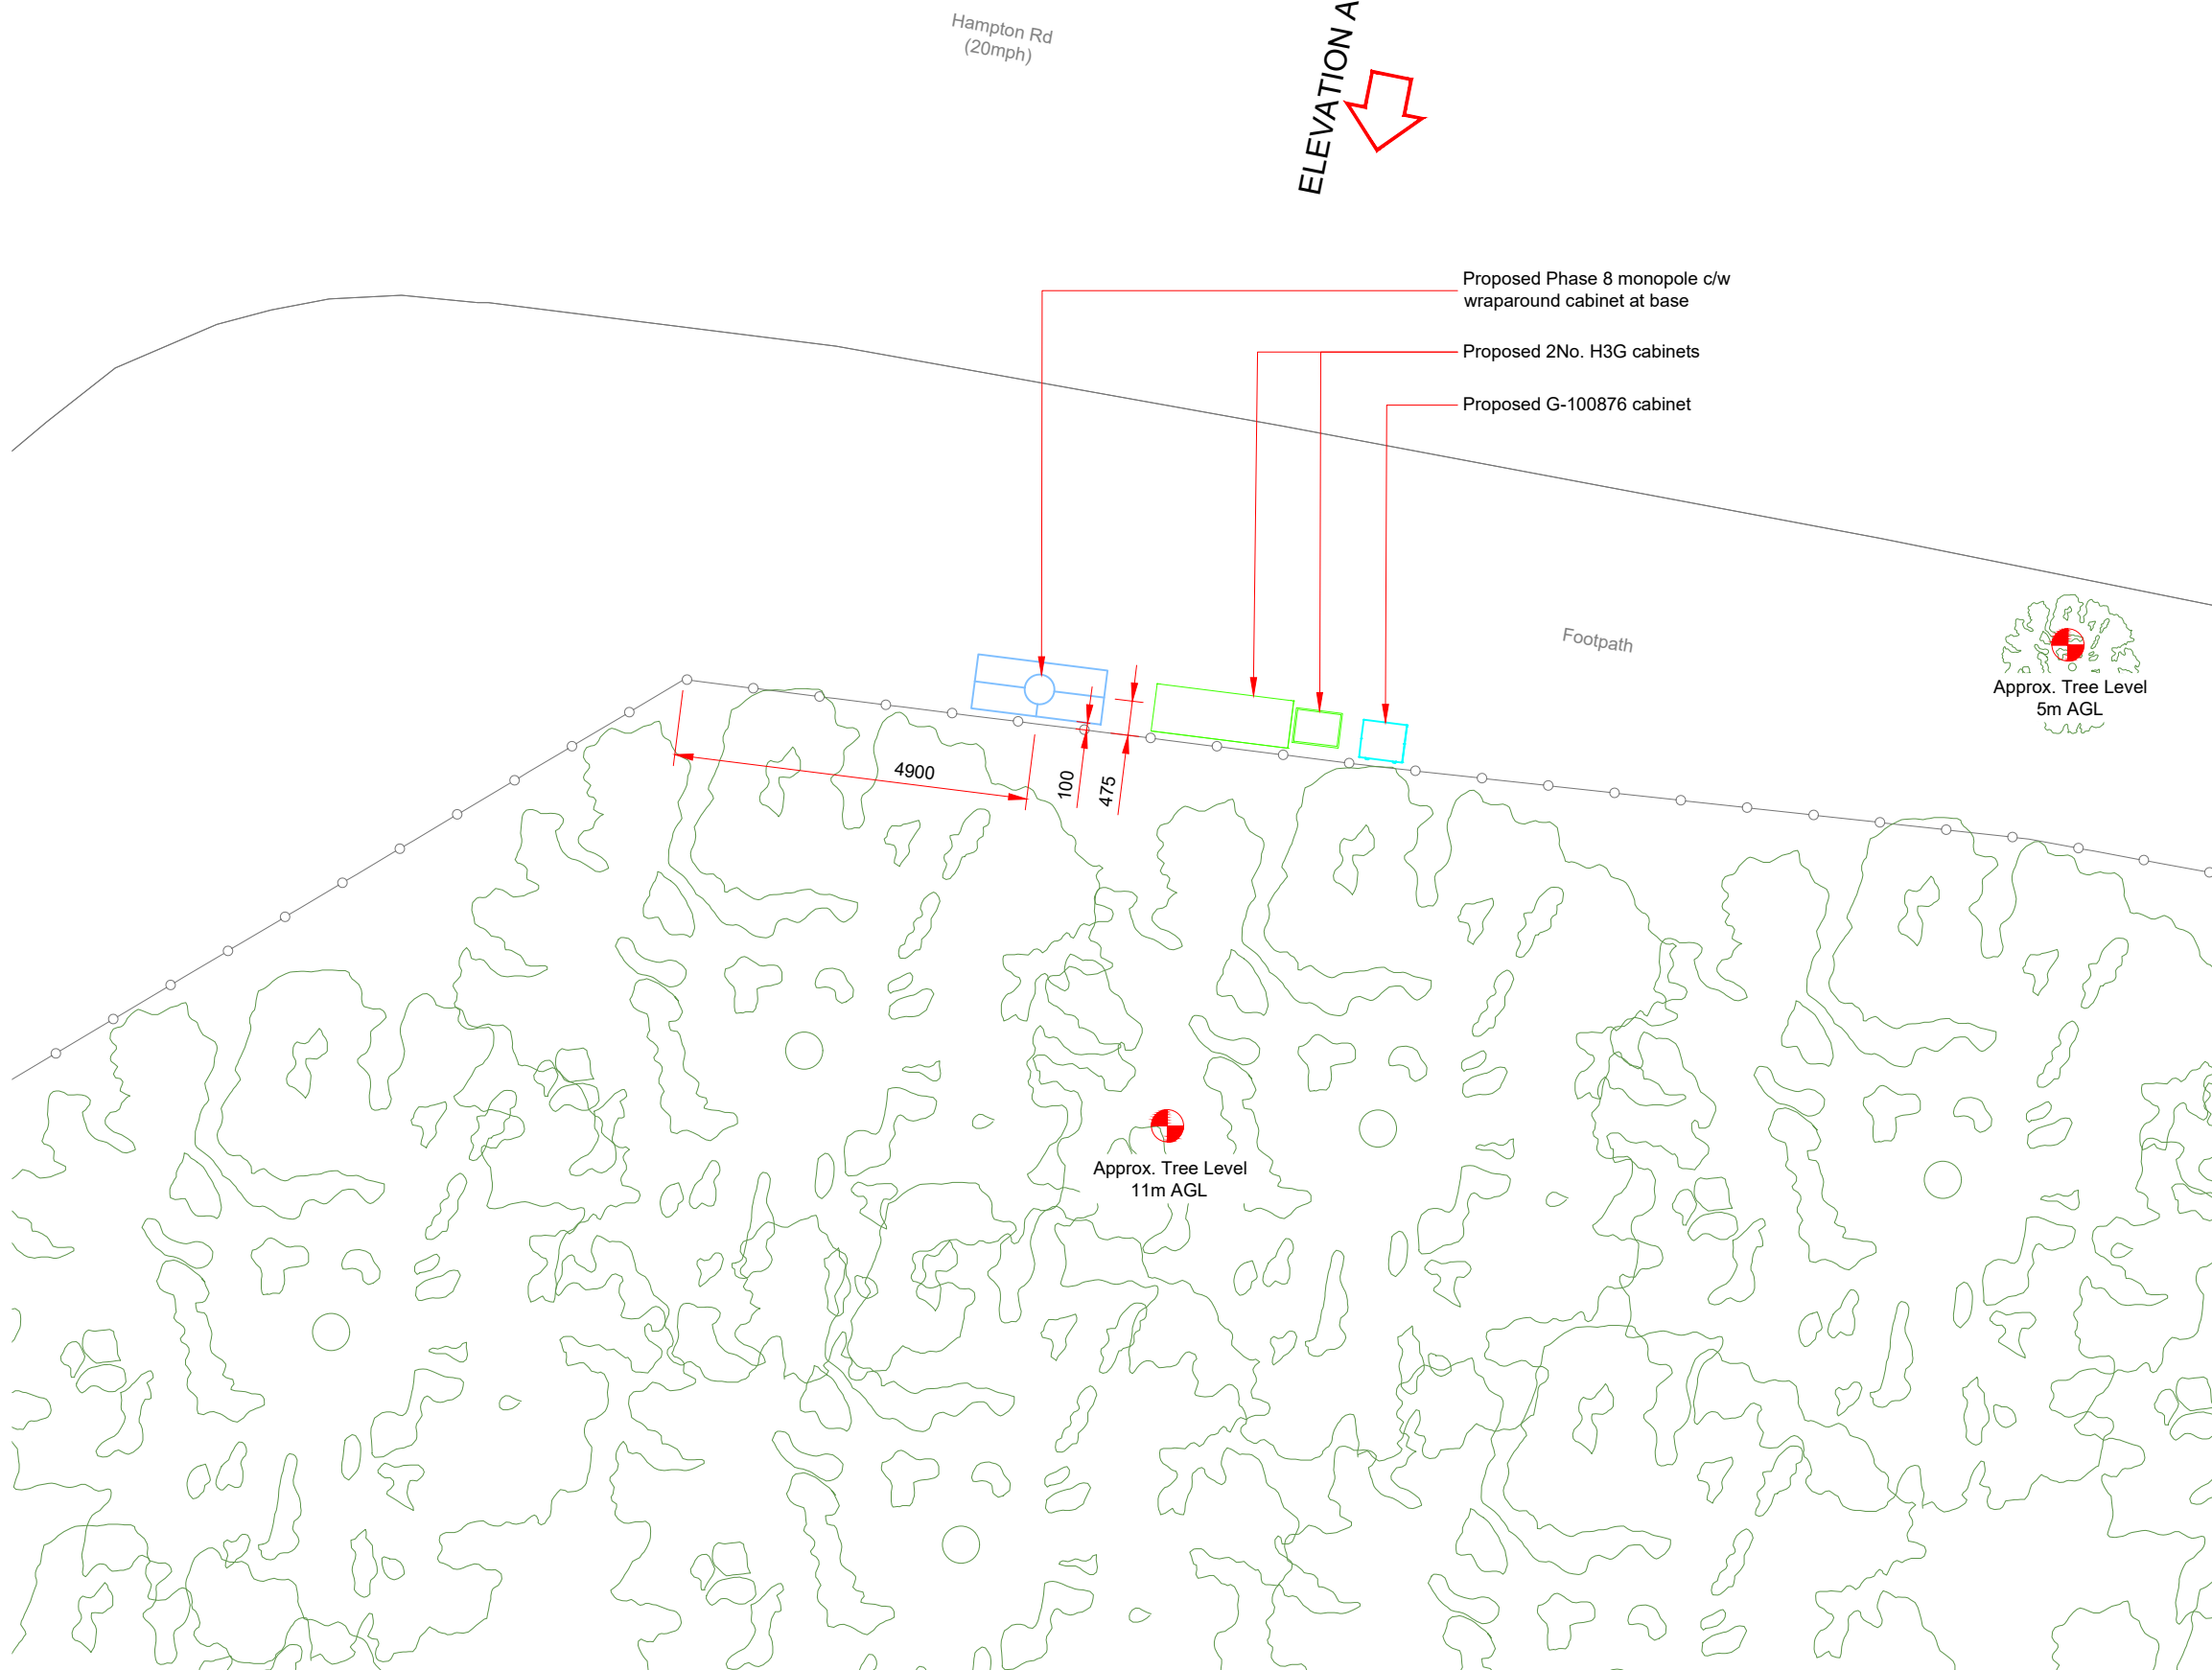 Hampton Rd
(20mph)
ELEVATION A
Proposed Phase 8 monopole c/w
wraparound cabinet at base
Proposed 2No. H3G cabinets
Proposed G-100876 cabinet
Footpath
Approx. Tree Level
5m AGL
4900
100
475
Approx. Tree Level
11m AGL